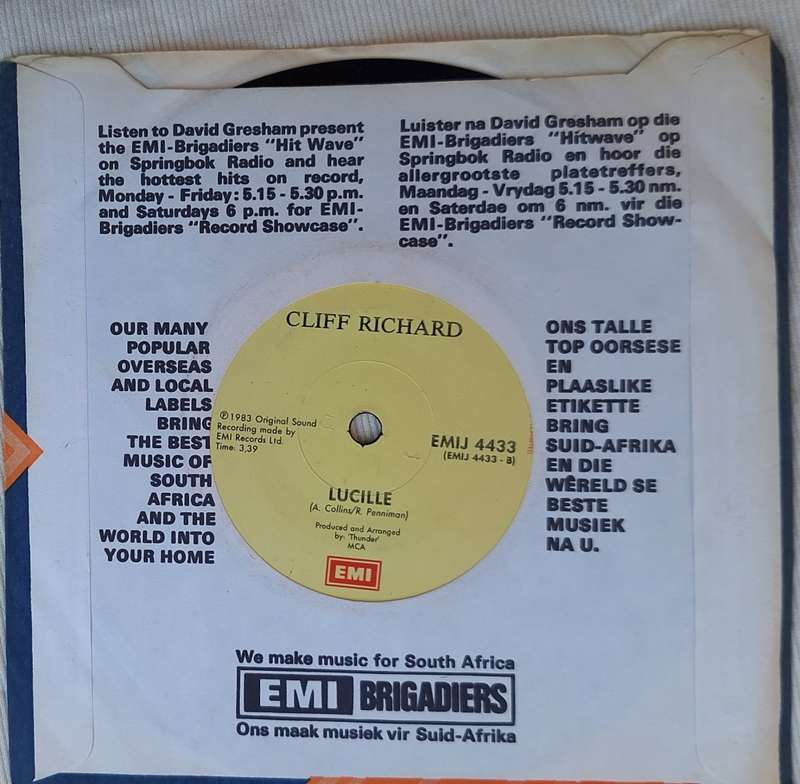 Listen to David Gresham present
the EMI-Brigadiers "Hit Wave"
on Springbok Radio and hear
the hottest hits on record,
Monday - Friday: 5.15 - 5.30 p.m.
and Saturdays 6 p.m. for EMI-
Brigadiers "Record Showcase".
Luister na David Gresham op die
EMI-Brigadiers "Hitwave" op
Springbok Radio en hoor die
allergrootste platetreffers,
Maandag - Vrydag 5.15 - 5.30 nm.
en Saterdae om 6 nm. vir die
EMI-Brigadiers "Record Show-
case".
OUR MANY
POPULAR
OVERSEAS
AND LOCAL
LABELS
BRING
THE BEST
MUSIC OF
SOUTH
AFRICA
AND THE
WORLD INTO
YOUR HOME
CLIFF RICHARD
℗ 1983 Original Sound
Recording made by
EMI Records Ltd.
Time: 3,39
EMIJ 4433
(EMIJ 4433 - B)
LUCILLE
(A. Collins/R. Penniman)
Produced and Arranged
by: 'Thunder'
MCA
EMI
ONS TALLE
TOP OORSESE
EN
PLAASLIKE
ETIKETTE
BRING
SUID-AFRIKA
EN DIE
WÊRELD SE
BESTE
MUSIEK
NA U.
We make music for South Africa
EMI BRIGADIERS
Ons maak musiek vir Suid-Afrika